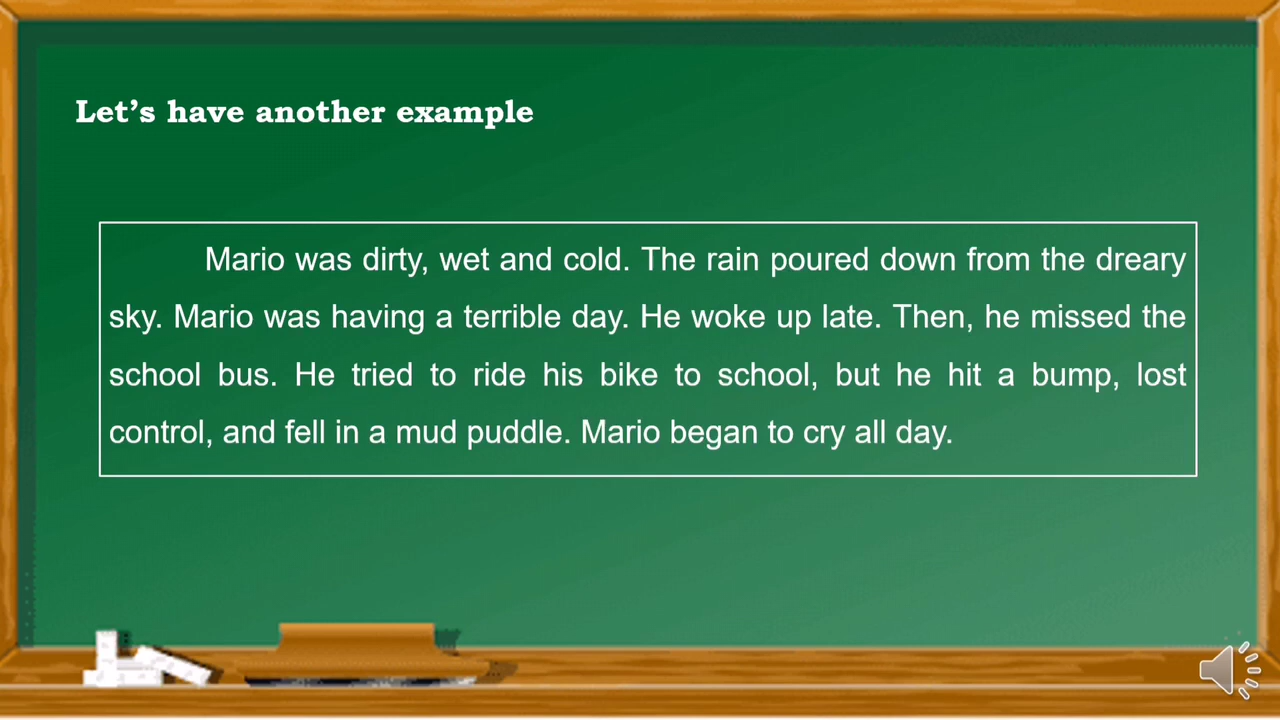 Let’s have another example
Mario was dirty, wet and cold. The rain poured down from the dreary
sky. Mario was having a terrible day. He woke up late. Then, he missed the
school bus. He tried to ride his bike to school, but he hit a bump, lost
control, and fell in a mud puddle. Mario began to cry all day.